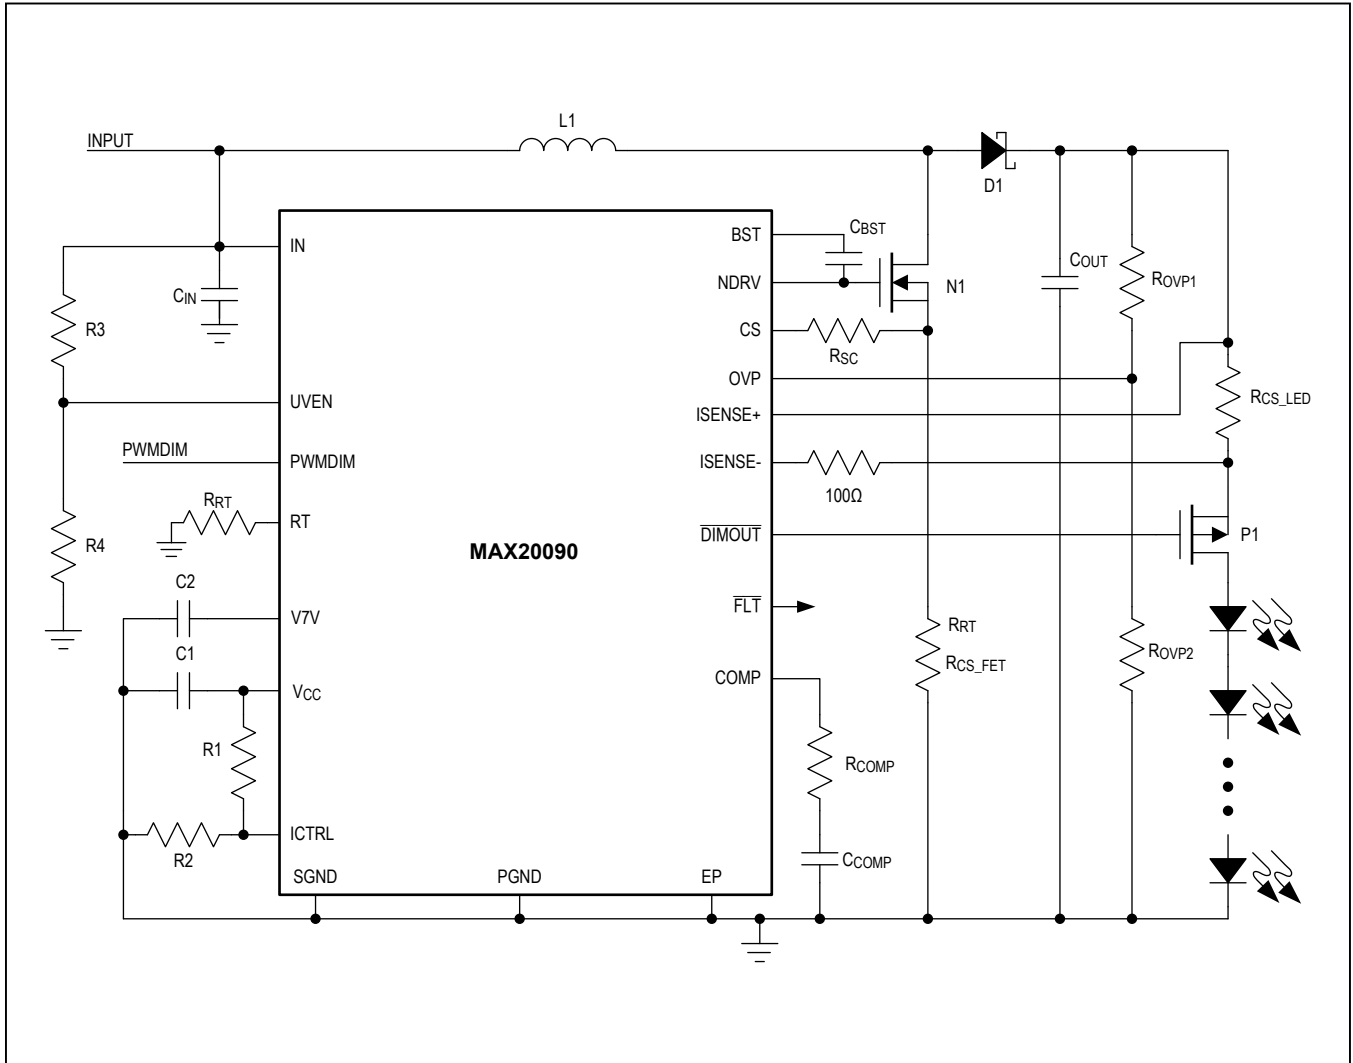 L1
INPUT
D1
IN
BST
CBST
NDRV
N1
COUT
ROVP1
CIN
R3
CS
RSC
OVP
UVEN
ISENSE+
RCS_LED
PWMDIM
PWMDIM
ISENSE-
100Ω
RRT
RT
R4
MAX20090
DIMOUT
P1
C2
V7V
FLT
C1
RRT
RCS_FET
ROVP2
COMP
VCC
R1
RCOMP
ICTRL
R2
CCOMP
SGND
PGND
EP